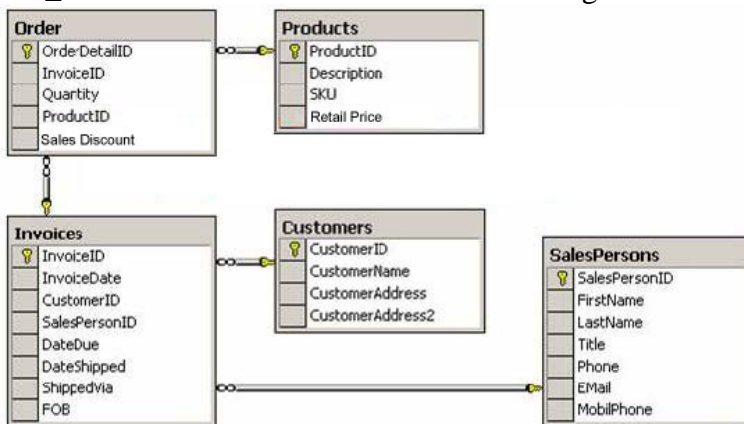 Order
OrderDetailID
InvoiceID
Quartity
ProductID
Sales Discount
Products
ProductID
Description
SKU
Retail Price
Invoices
InvoiceID
InvoiceDate
CustomerID
SalesPersonID
DateDue
DateShipped
ShippedVia
FOB
Customers
CustomerID
CustomerName
CustomerAddress
CustomerAddress2
SalesPersons
SalesPersonID
FirstName
LastName
Title
Phone
EMail
MobilPhone